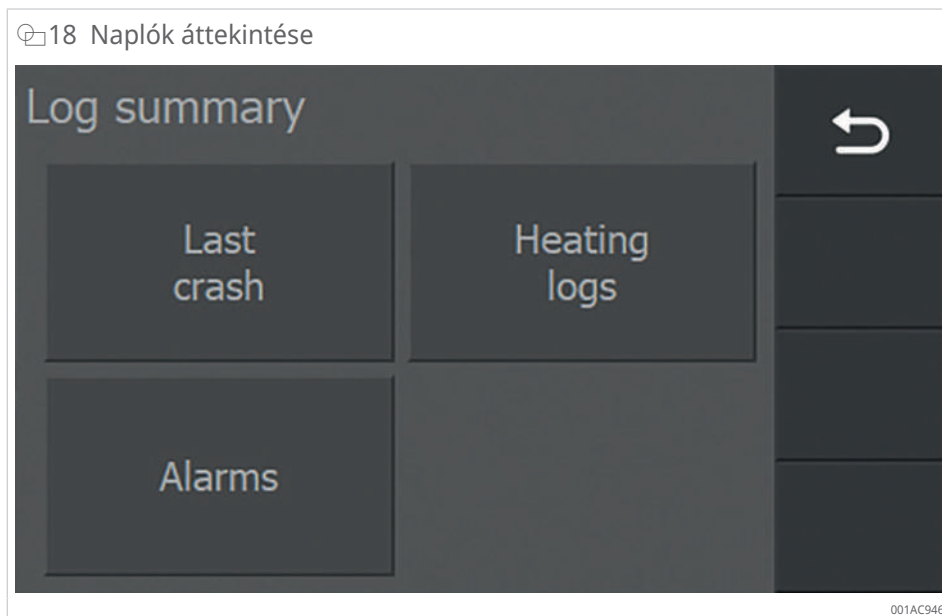 18 Naplók áttekintése
Log summary
Last
crash
Heating
logs
Alarms
001AC946